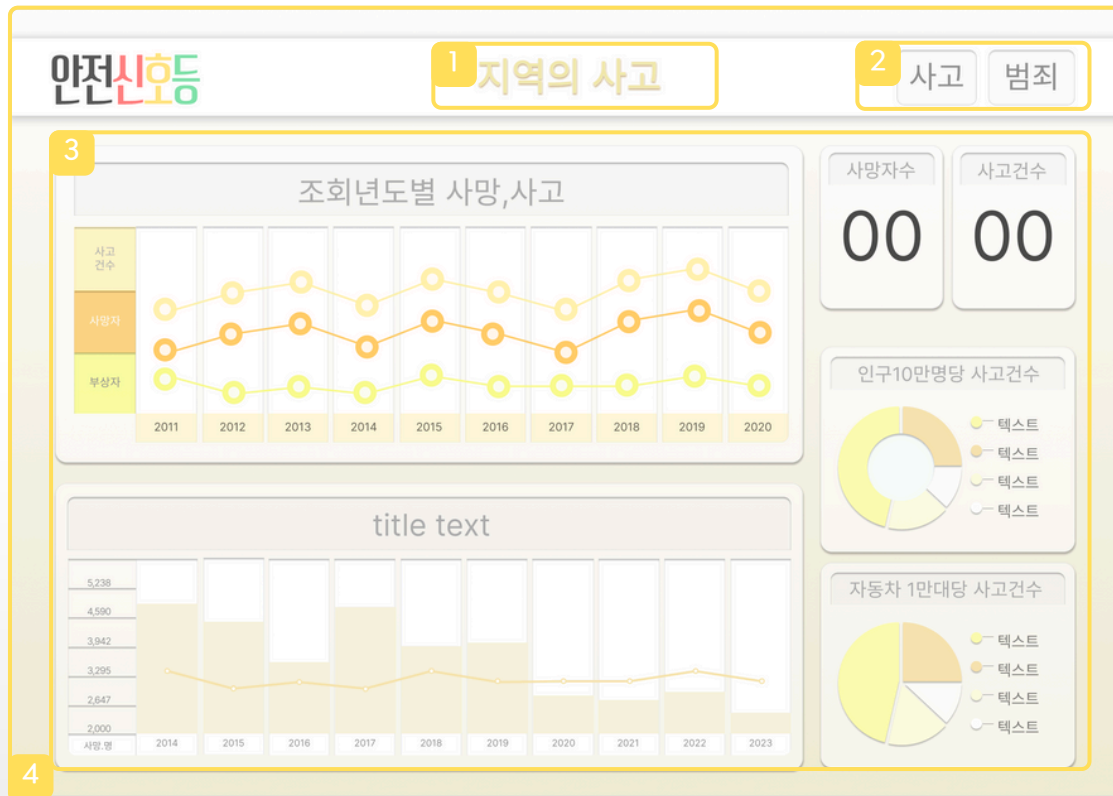 안전신호등
1
지역의 사고
2
사고
범죄
3
조회년도별 사망,사고
사고
건수
사망자
부상자
2011 2012 2013 2014 2015 2016 2017 2018 2019 2020
사망자수
00
사고건수
00
인구10만명당 사고건수
텍스트
텍스트
텍스트
텍스트
title text
5,238
4,590
3,942
3,295
2,647
2,000
사망.명
2014 2015 2016 2017 2018 2019 2020 2021 2022 2023
자동차 1만대당 사고건수
텍스트
텍스트
텍스트
텍스트
4